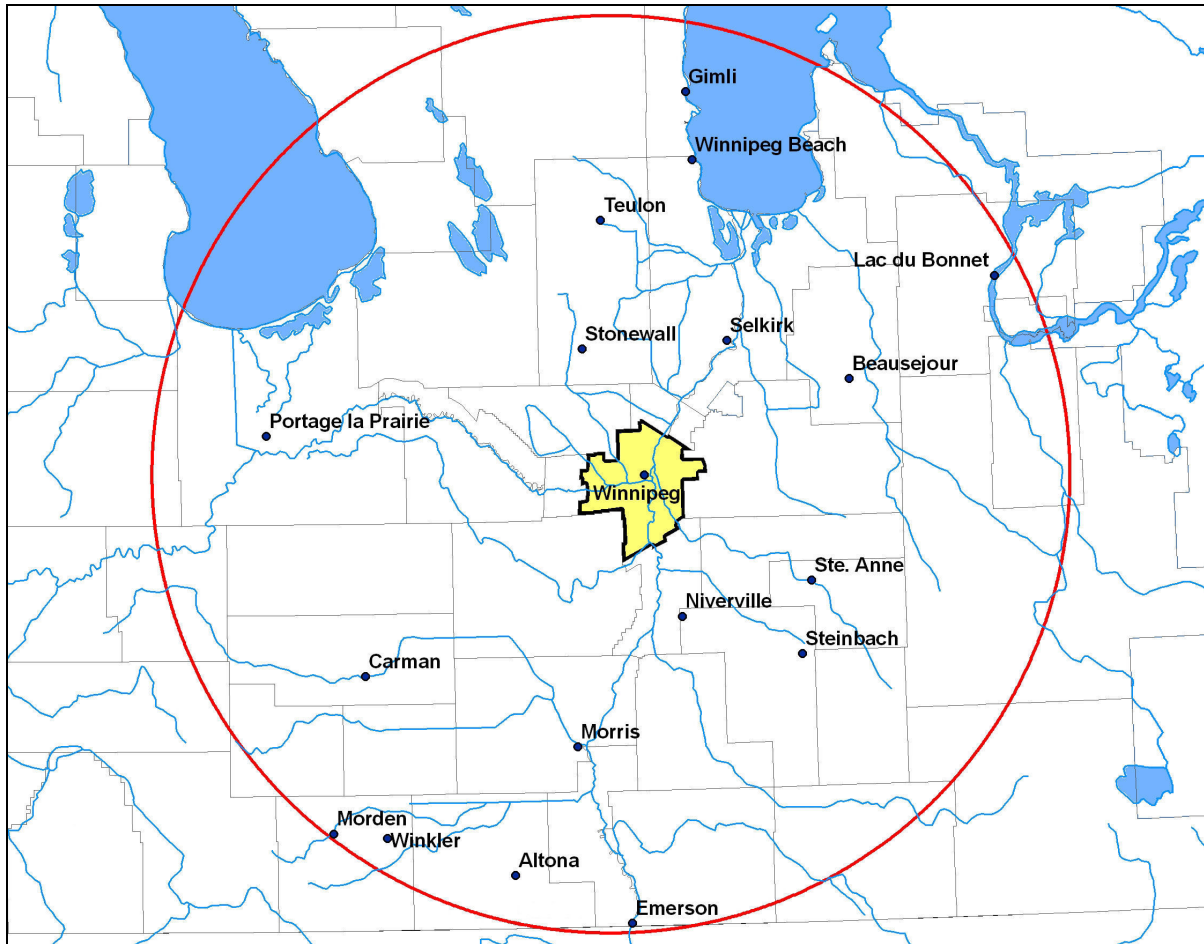 Gimli
Winnipeg Beach
Teulon
Lac du Bonnet
Selkirk
Stonewall
Beausejour
Portage la Prairie
Winnipeg
Ste. Anne
Niverville
Steinbach
Carman
Morris
Morden
Winkler
Altona
Emerson